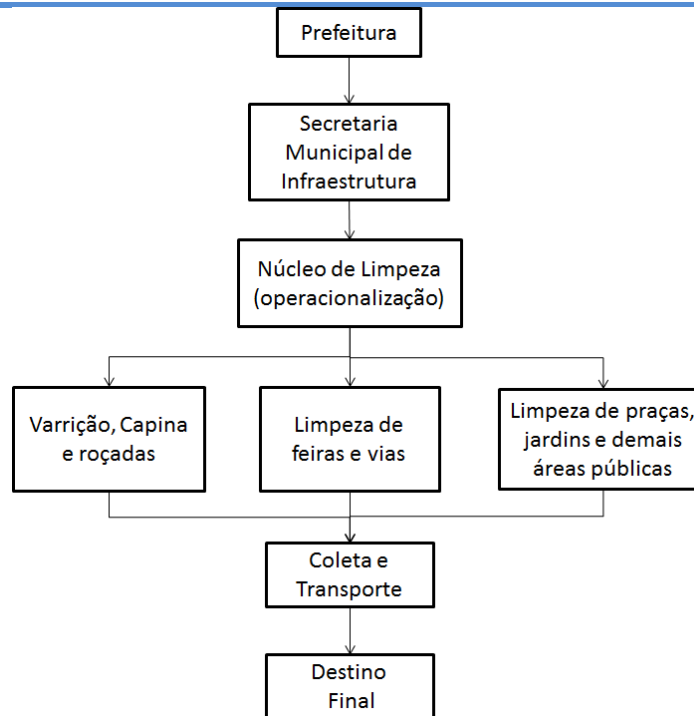 Prefeitura
Secretaria
Municipal de
Infraestrutura
Núcleo de Limpeza
(operacionalização)
Varrição, Capina
e roçadas
Limpeza de
feiras e vias
Limpeza de praças,
jardins e demais
áreas públicas
Coleta e
Transporte
Destino
Final